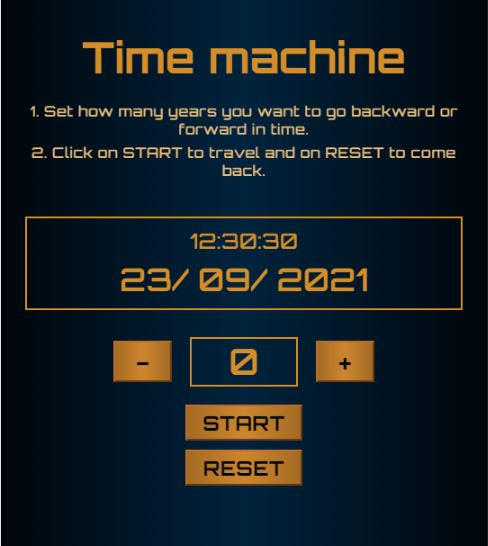 Time machine
1. Set how many years you want to go backward or
forward in time.
2. Click on START to travel and on RESET to come
back.
12:30:30
23/ 09/ 2021
- 0 +
START
RESET